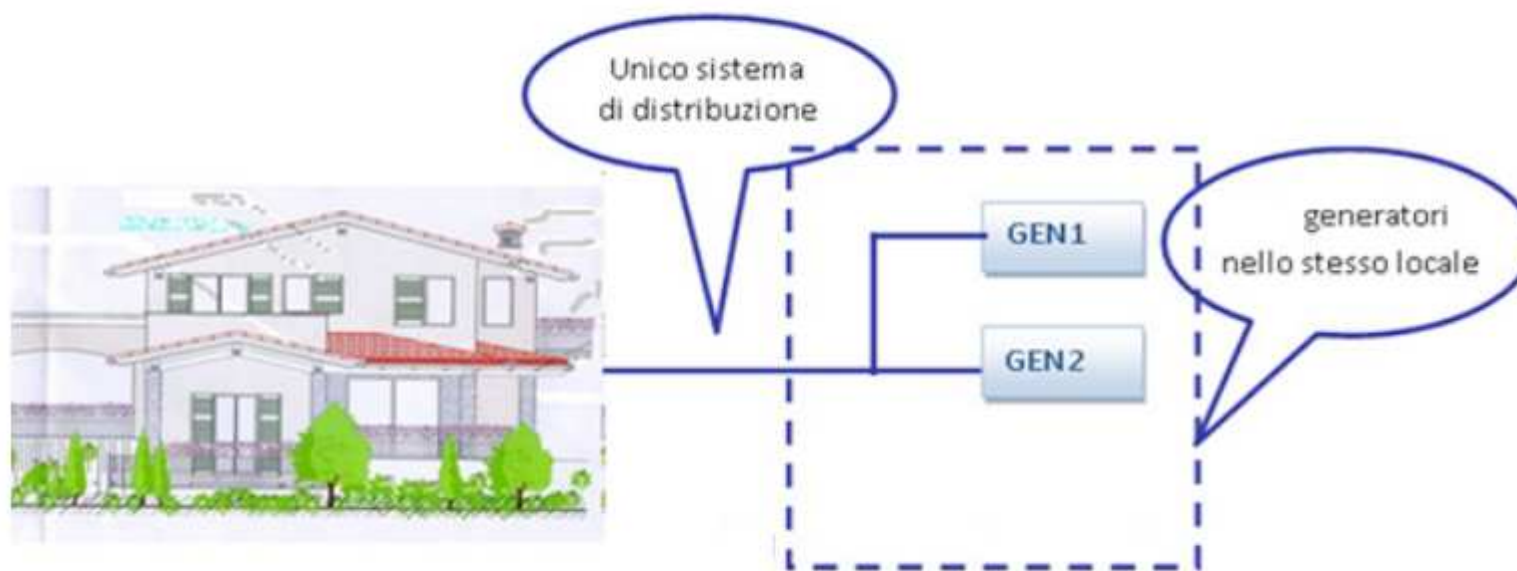 Unico sistema
di distribuzione
GEN1
generatori
nello stesso locale
GEN2